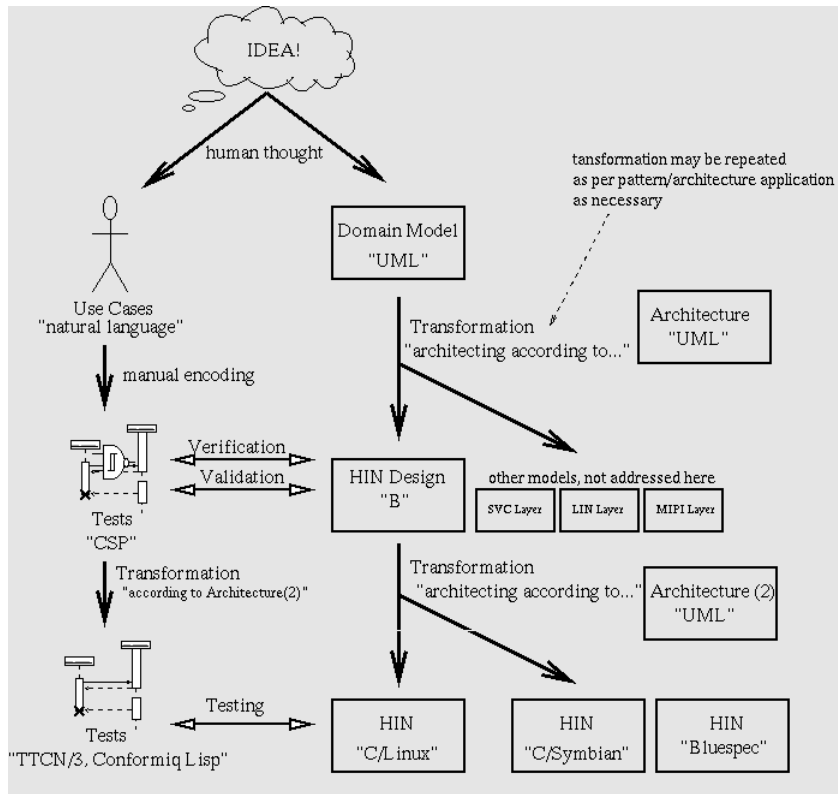 IDEA!
human thought
tansformation may be repeated
as per pattern/architecture application
as necessary
Domain Model
"UML"
Use Cases
"natural language"
Transformation
"architecting according to..."
Architecture
"UML"
manual encoding
Verification
Validation
HIN Design
"B"
other models, not addressed here
SVC Layer
LIN Layer
MIPI Layer
Tests
"CSP"
Transformation
"according to Architecture(2)"
Transformation
"architecting according to..."
Architecture (2)
"UML"
Testing
HIN
"C/Linux"
HIN
"C/Symbian"
HIN
"Bluespec"
Tests
"TTCN/3, Conformiq Lisp"